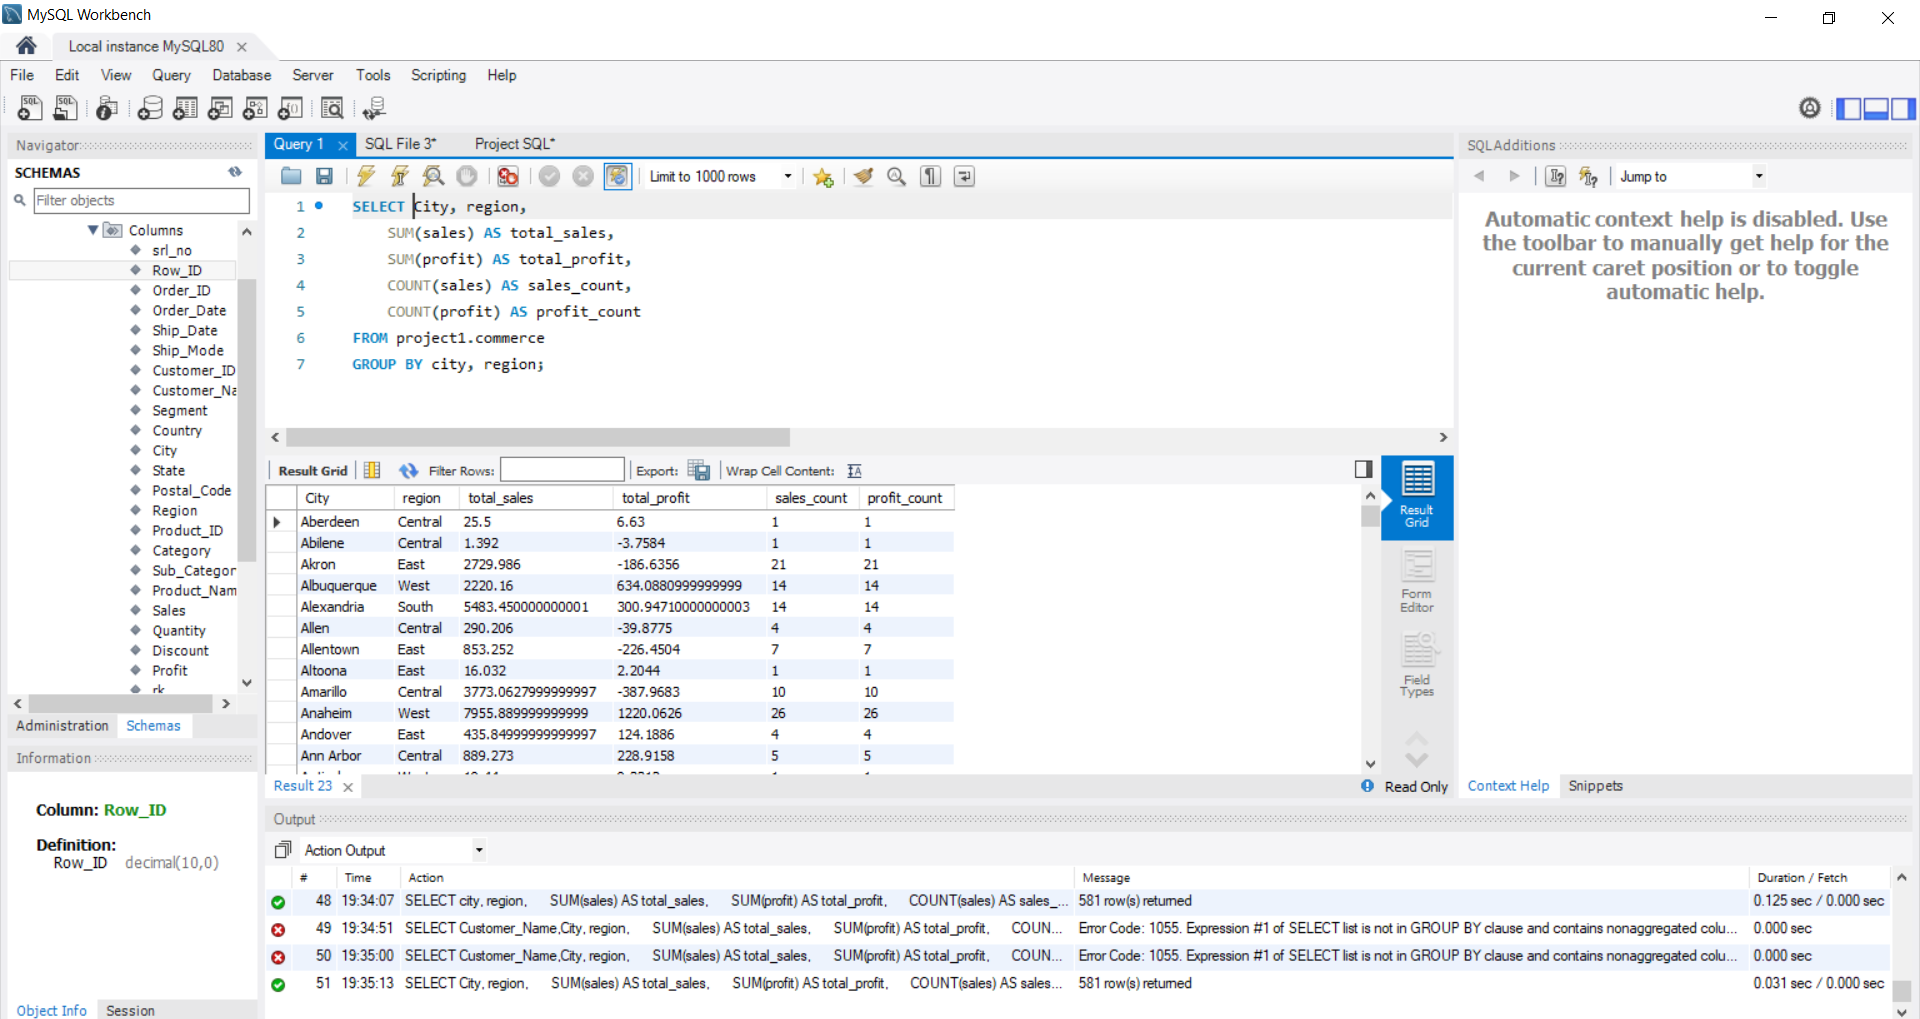 MySQL Workbench
Local instance MySQL80
File Edit View Query Database Server Tools Scripting Help
Navigator
SCHEMAS
Filter objects
Columns
srl_no
Row_ID
Order_ID
Order_Date
Ship_Date
Ship_Mode
Customer_ID
Customer_Na
Segment
Country
City
State
Postal_Code
Region
Product_ID
Category
Sub_Categor
Product_Nam
Sales
Quantity
Discount
Profit
rk
Administration Schemas
Information
Column: Row_ID
Definition:
Row_ID decimal(10,0)
Object Info Session
Query 1 SQL File 3* Project SQL*
Limit to 1000 rows
1 SELECT City, region,
2 SUM(sales) AS total_sales,
3 SUM(profit) AS total_profit,
4 COUNT(sales) AS sales_count,
5 COUNT(profit) AS profit_count
6 FROM project1.commerce
7 GROUP BY city, region;
Result Grid Filter Rows: Export: Wrap Cell Content:
City region total_sales total_profit sales_count profit_count
Aberdeen Central 25.5 6.63 1 1
Abilene Central 1.392 -3.7584 1 1
Akron East 2729.986 -186.6356 21 21
Albuquerque West 2220.16 634.0880999999999 14 14
Alexandria South 5483.450000000001 300.94710000000003 14 14
Allen Central 290.206 -39.8775 4 4
Allentown East 853.252 -226.4504 7 7
Altoona East 16.032 2.2044 1 1
Amarillo Central 3773.0627999999997 -387.9683 10 10
Anaheim West 7955.889999999999 1220.0626 26 26
Andover East 435.84999999999997 124.1886 4 4
Ann Arbor Central 889.273 228.9158 5 5
Result Grid
Form Editor
Field Types
Result 23
Read Only
SQLAdditions
Jump to
Automatic context help is disabled. Use
the toolbar to manually get help for the
current caret position or to toggle
automatic help.
Context Help Snippets
Output
Action Output
# Time Action Message Duration / Fetch
48 19:34:07 SELECT city, region, SUM(sales) AS total_sales, SUM(profit) AS total_profit, COUNT(sales) AS sales_... 581 row(s) returned 0.125 sec / 0.000 sec
49 19:34:51 SELECT Customer_Name,City, region, SUM(sales) AS total_sales, SUM(profit) AS total_profit, COUN... Error Code: 1055. Expression #1 of SELECT list is not in GROUP BY clause and contains nonaggregated colu... 0.000 sec
50 19:35:00 SELECT Customer_Name,City, region, SUM(sales) AS total_sales, SUM(profit) AS total_profit, COUN... Error Code: 1055. Expression #1 of SELECT list is not in GROUP BY clause and contains nonaggregated colu... 0.000 sec
51 19:35:13 SELECT City, region, SUM(sales) AS total_sales, SUM(profit) AS total_profit, COUNT(sales) AS sales... 581 row(s) returned 0.031 sec / 0.000 sec